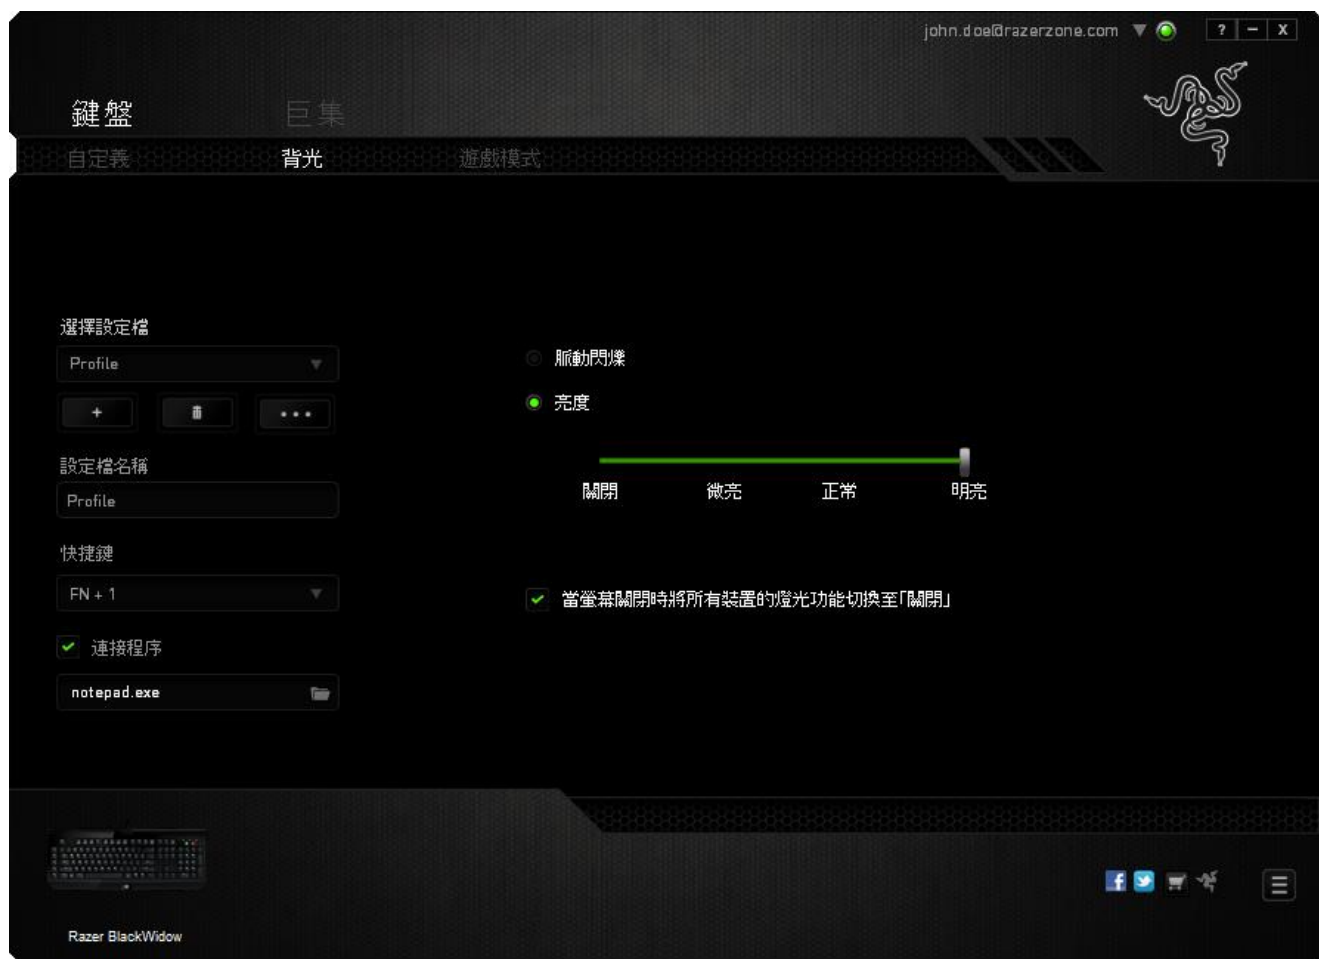 john.doe@razerzone.com
? – X
鍵盤 巨集
自定義 背光 遊戲模式
選擇設定檔
Profile
+
設定檔名稱
Profile
快捷鍵
FN + 1
連接程序
notepad.exe
脈動閃爍
亮度
關閉 微亮 正常 明亮
當螢幕關閉時將所有裝置的燈光功能切換至「關閉」
Razer BlackWidow